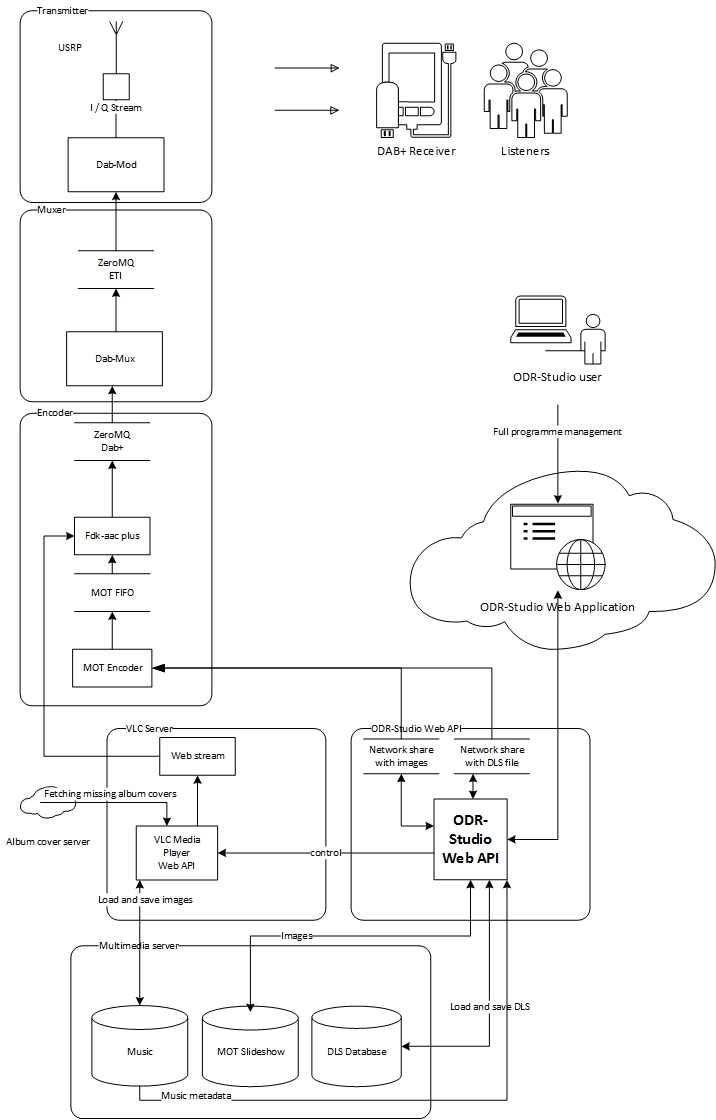 Transmitter
USRP
I / Q Stream
Dab-Mod
DAB+ Receiver
Listeners
Muxer
ZeroMQ
ETI
Dab-Mux
ODR-Studio user
Full programme management
Encoder
ZeroMQ
Dab+
Fdk-aac plus
MOT FIFO
MOT Encoder
ODR-Studio Web Application
VLC Server
Web stream
Fetching missing album covers
Album cover server
VLC Media
Player
Web API
Load and save images
control
ODR-Studio Web API
Network share
with images
Network share
with DLS file
ODR-
Studio
Web API
Images
Multimedia server
Load and save DLS
Music
MOT Slideshow
DLS Database
Music metadata